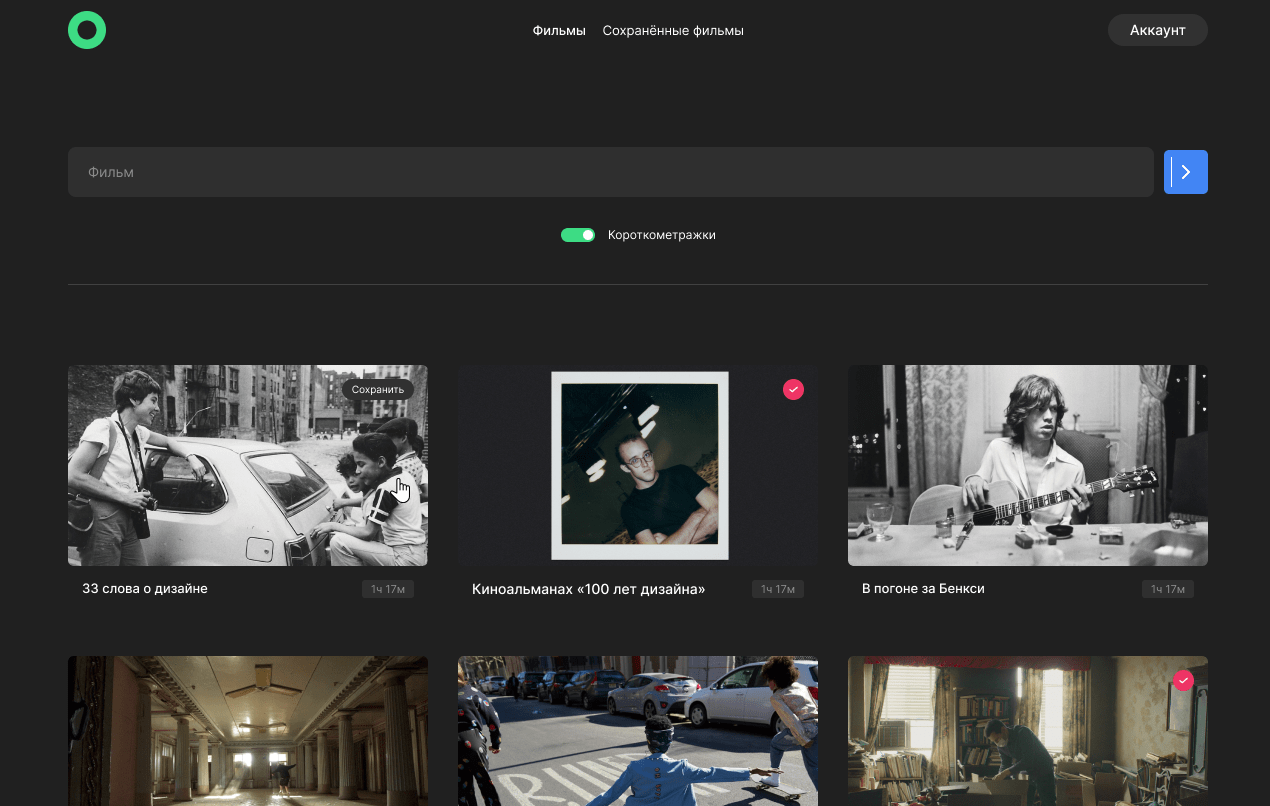 Фильмы Сохранённые фильмы Аккаунт
Фильм
Короткометражки
Сохранить
33 слова о дизайне 1ч 17м
Киноальманах «100 лет дизайна» 1ч 17м
В погоне за Бенкси 1ч 17м
RUN